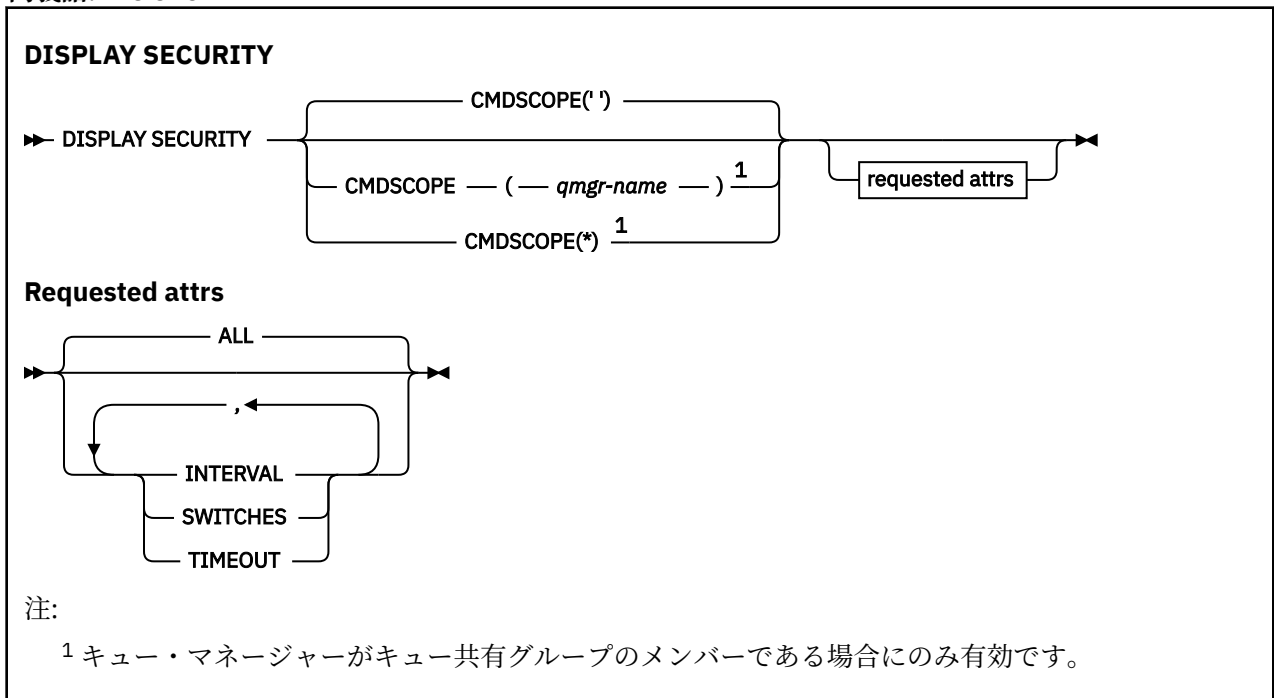 DISPLAY SECURITY
CMDSCOPE(' ')
DISPLAY SECURITY
CMDSCOPE ( qmgr-name ) 1
requested attrs
CMDSCOPE(*) 1
Requested attrs
ALL
,
INTERVAL
SWITCHES
TIMEOUT
注:
1 キュー・マネージャーがキュー共有グループのメンバーである場合にのみ有効です。